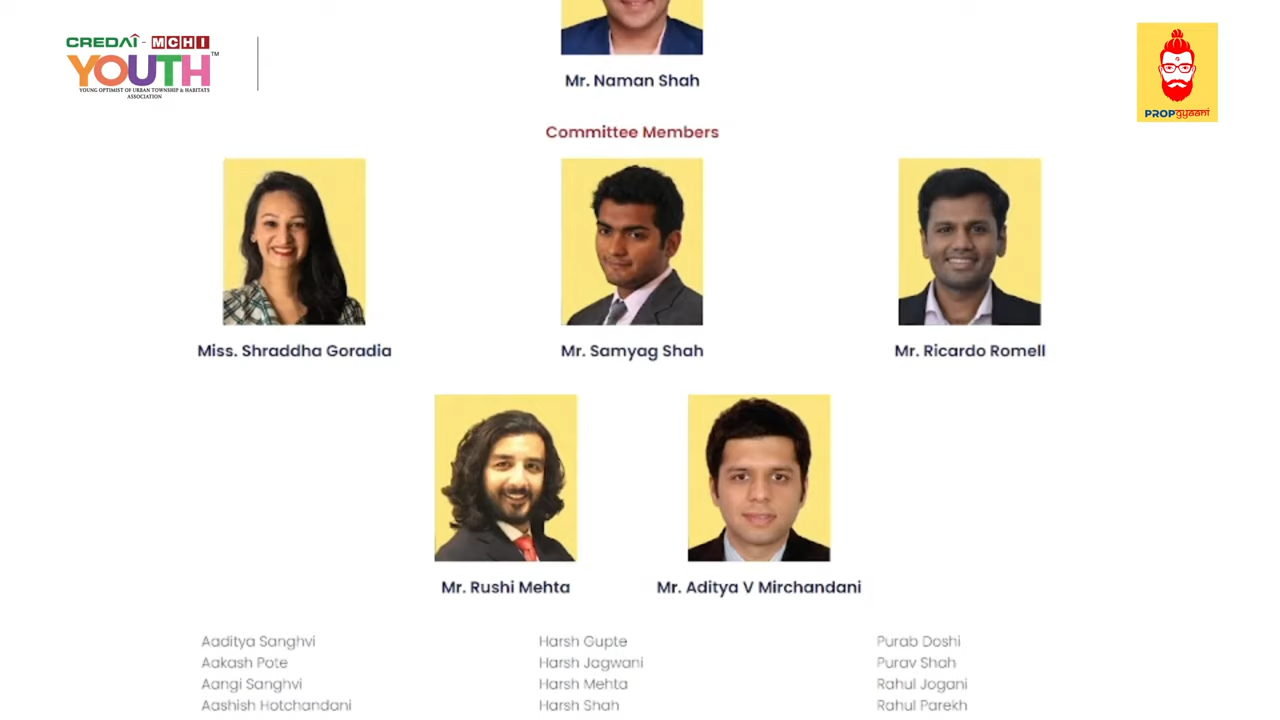 CREDAI - MCHI
YOUTH™
YOUNG OPTIMIST OF URBAN TOWNSHIP & HABITATS
ASSOCIATION
PROPgyaani
Mr. Naman Shah
Committee Members
Miss. Shraddha Goradia
Mr. Samyag Shah
Mr. Ricardo Romell
Mr. Rushi Mehta
Mr. Aditya V Mirchandani
Aaditya Sanghvi
Aakash Pote
Aangi Sanghvi
Aashish Hotchandani
Harsh Gupte
Harsh Jagwani
Harsh Mehta
Harsh Shah
Purab Doshi
Purav Shah
Rahul Jogani
Rahul Parekh